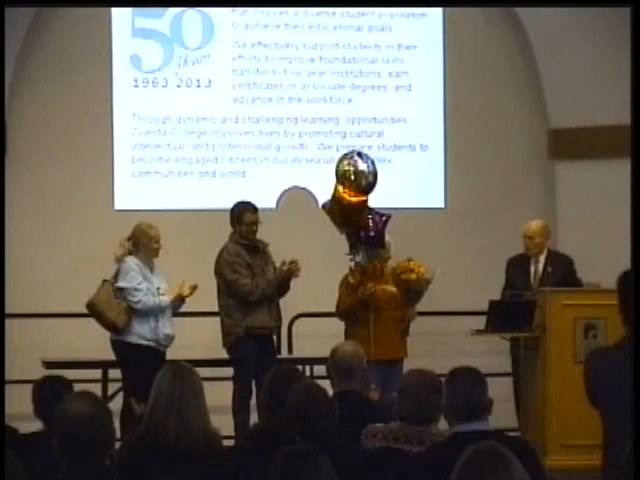 50
years
1963 2013
that inspires a diverse student population
to achieve their educational goals.
We effectively support students in their
efforts to improve foundational skills,
transfer to four-year institutions, earn
certificates or associate degrees, and
advance in the workforce.
Through dynamic and challenging learning opportunities,
Cuesta College improves lives by promoting cultural,
intellectual, and professional growth. We prepare students to
become engaged citizens in our increasin plex
communities and world.